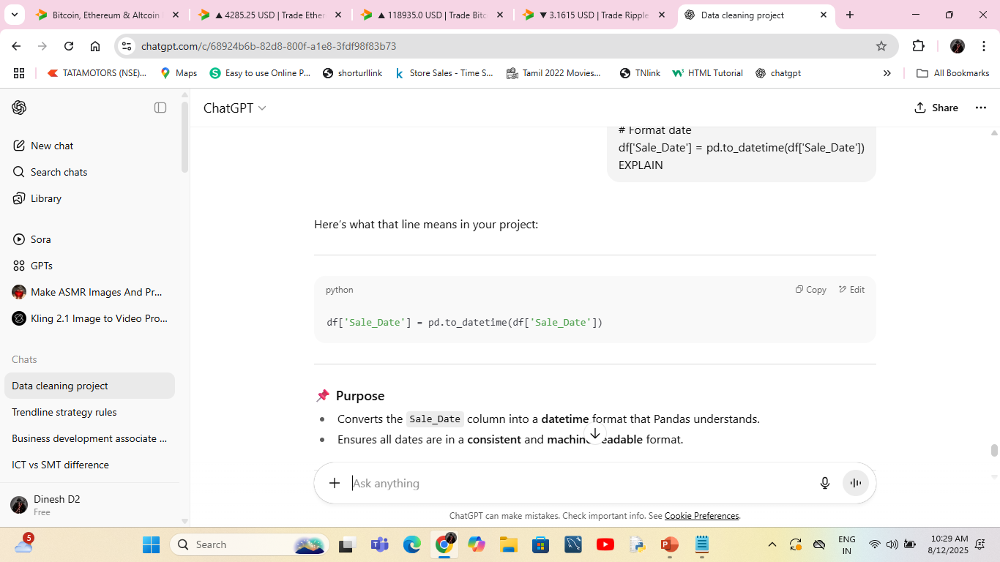 Bitcoin, Ethereum & Altcoin
▲ 4285.25 USD | Trade Ether
▲ 118935.0 USD | Trade Bitc
▼ 3.1615 USD | Trade Ripple
Data cleaning project
chatgpt.com/c/68924b6b-82d8-800f-a1e8-3fdf98f83b73
TATAMOTORS (NSE)...
Maps
Easy to use Online P...
shorturllink
Store Sales - Time S...
Tamil 2022 Movies...
TNlink
HTML Tutorial
chatgpt
»
All Bookmarks
ChatGPT
Share
New chat
Search chats
Library
Sora
GPTs
Make ASMR Images And Pr...
Kling 2.1 Image to Video Pro...
Chats
Data cleaning project
Trendline strategy rules
Business development associate ...
ICT vs SMT difference
Dinesh D2
Free
# Format date
df['Sale_Date'] = pd.to_datetime(df['Sale_Date'])
EXPLAIN
Here's what that line means in your project:
python
Copy
Edit
df['Sale_Date'] = pd.to_datetime(df['Sale_Date'])
📌 Purpose
• Converts the Sale_Date column into a datetime format that Pandas understands.
• Ensures all dates are in a consistent and machine-readable format.
Ask anything
ChatGPT can make mistakes. Check important info. See Cookie Preferences.
5
Search
ENG
IN
10:29 AM
8/12/2025